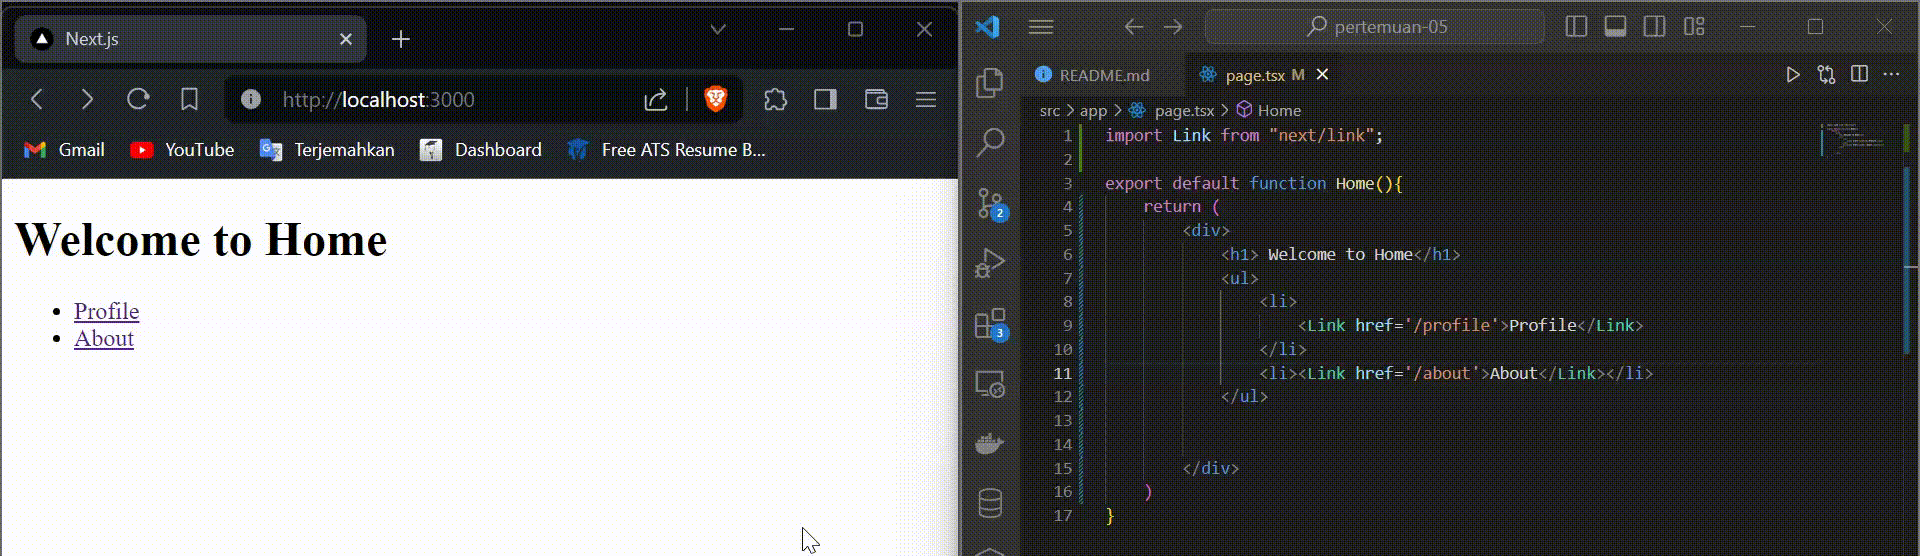 Next.js
http://localhost:3000
Gmail YouTube Terjemahkan Dashboard Free ATS Resume B...
Welcome to Home
Profile
About
pertemuan-05
README.md page.tsx M
src > app > page.tsx > Home
1 import Link from "next/link";
2
3 export default function Home(){
4 return (
5 <div>
6 <h1> Welcome to Home</h1>
7 <ul>
8 <li>
9 <Link href='/profile'>Profile</Link>
10 </li>
11 <li><Link href='/about'>About</Link></li>
12 </ul>
13
14
15 </div>
16 )
17 }
2
3